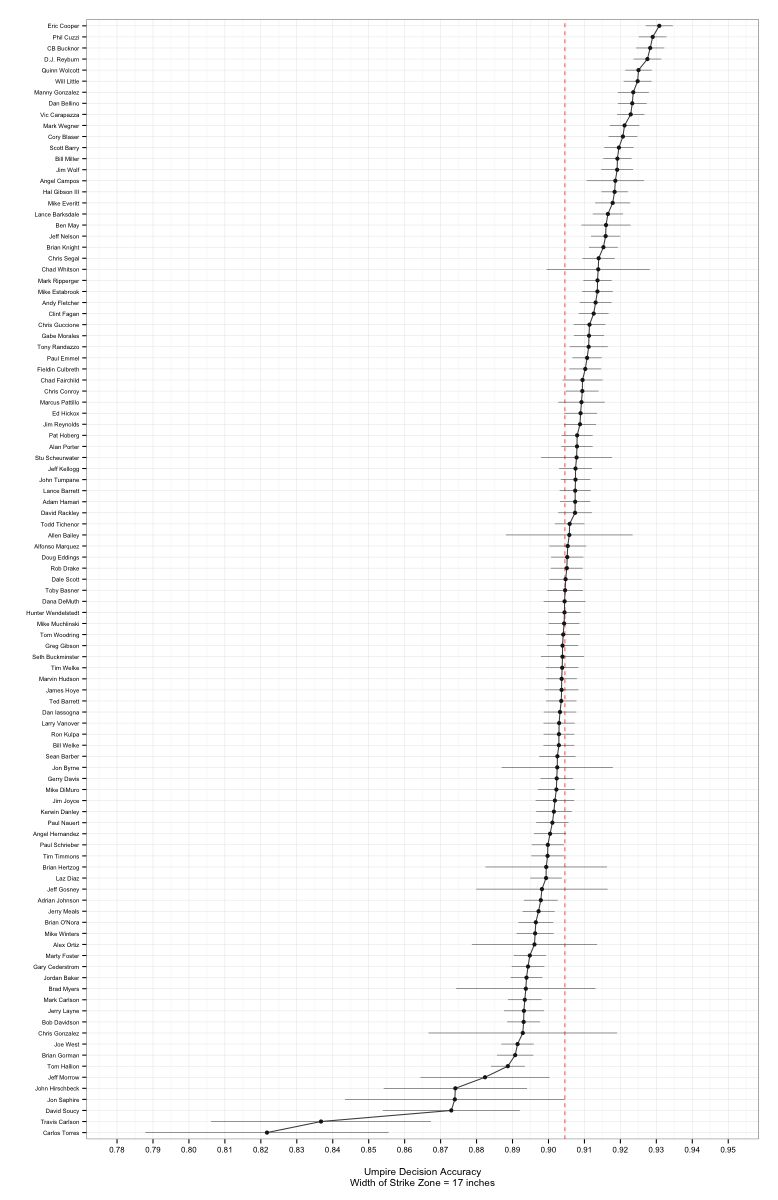 Eric Cooper
Phil Cuzzi
CB Bucknor
D.J. Reyburn
Quinn Wolcott
Will Little
Manny Gonzalez
Dan Bellino
Vic Carapazza
Mark Wegner
Cory Blaser
Scott Barry
Bill Miller
Jim Wolf
Angel Campos
Hal Gibson III
Mike Everitt
Lance Barksdale
Ben May
Jeff Nelson
Brian Knight
Chris Segal
Chad Whitson
Mark Ripperger
Mike Estabrook
Andy Fletcher
Clint Fagan
Chris Guccione
Gabe Morales
Tony Randazzo
Paul Emmel
Fieldin Culbreth
Chad Fairchild
Chris Conroy
Marcus Pattillo
Ed Hickox
Jim Reynolds
Pat Hoberg
Alan Porter
Stu Scheurwater
Jeff Kellogg
John Tumpane
Lance Barrett
Adam Hamari
David Rackley
Todd Tichenor
Allen Bailey
Alfonso Marquez
Doug Eddings
Rob Drake
Dale Scott
Toby Basner
Dana DeMuth
Hunter Wendelstedt
Mike Muchlinski
Tom Woodring
Greg Gibson
Seth Buckminster
Tim Welke
Marvin Hudson
James Hoye
Ted Barrett
Dan Iassogna
Larry Vanover
Ron Kulpa
Bill Welke
Sean Barber
Jon Byrne
Gerry Davis
Mike DiMuro
Jim Joyce
Kerwin Danley
Paul Nauert
Angel Hernandez
Paul Schrieber
Tim Timmons
Brian Hertzog
Laz Diaz
Jeff Gosney
Adrian Johnson
Jerry Meals
Brian O'Nora
Mike Winters
Alex Ortiz
Marty Foster
Gary Cederstrom
Jordan Baker
Brad Myers
Mark Carlson
Jerry Layne
Bob Davidson
Chris Gonzalez
Joe West
Brian Gorman
Tom Hallion
Jeff Morrow
John Hirschbeck
Jon Saphire
David Soucy
Travis Carlson
Carlos Torres
0.78 0.79 0.80 0.81 0.82 0.83 0.84 0.85 0.86 0.87 0.88 0.89 0.90 0.91 0.92 0.93 0.94 0.95
Umpire Decision Accuracy
Width of Strike Zone = 17 inches